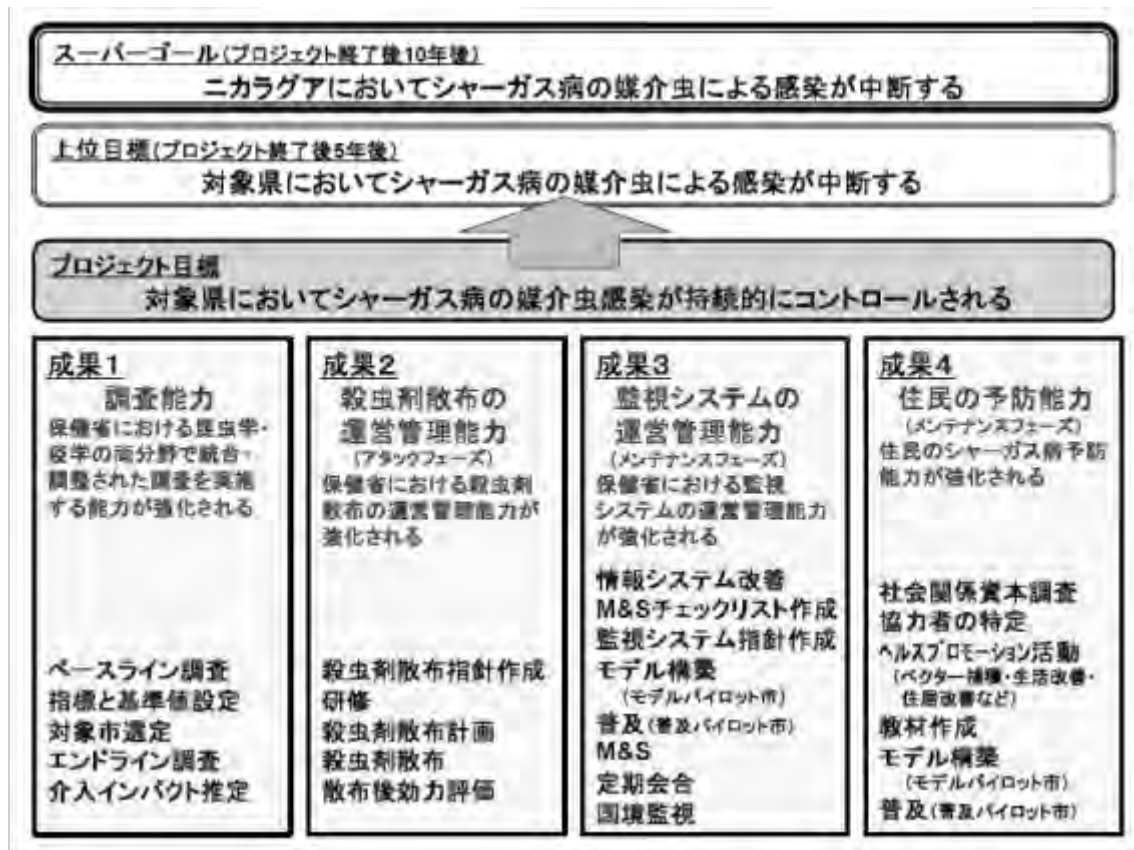 スーパーゴール(プロジェクト終了後10年後)
ニカラグアにおいてシャーガス病の媒介虫による感染が中断する
上位目標(プロジェクト終了後5年後)
対象県においてシャーガス病の媒介虫による感染が中断する
プロジェクト目標
対象県においてシャーガス病の媒介虫感染が持続的にコントロールされる
成果1
調査能力
保健省における昆虫学・
疫学の両分野で統合・
調整された調査を実施
する能力が強化される
ベースライン調査
指標と基準値設定
対象市選定
エンドライン調査
介入インパクト推定
成果2
殺虫剤散布の
運営管理能力
(アタックフェーズ)
保健省における殺虫剤
散布の運営管理能力が
強化される
殺虫剤散布指針作成
研修
殺虫剤散布計画
殺虫剤散布
散布後効力評価
成果3
監視システムの
運営管理能力
(メンテナンスフェーズ)
保健省における監視
システムの運営管理能力
が強化される
情報システム改善
M&Sチェックリスト作成
監視システム指針作成
モデル構築
(モデルパイロット市)
普及(普及パイロット市)
M&S
定期会合
国境監視
成果4
住民の予防能力
(メンテナンスフェーズ)
住民のシャーガス病予防
能力が強化される
社会関係資本調査
協力者の特定
ヘルスプロモーション活動
(ベクター捕獲・生活改善・
住居改善など)
教材作成
モデル構築
(モデルパイロット市)
普及(普及パイロット市)